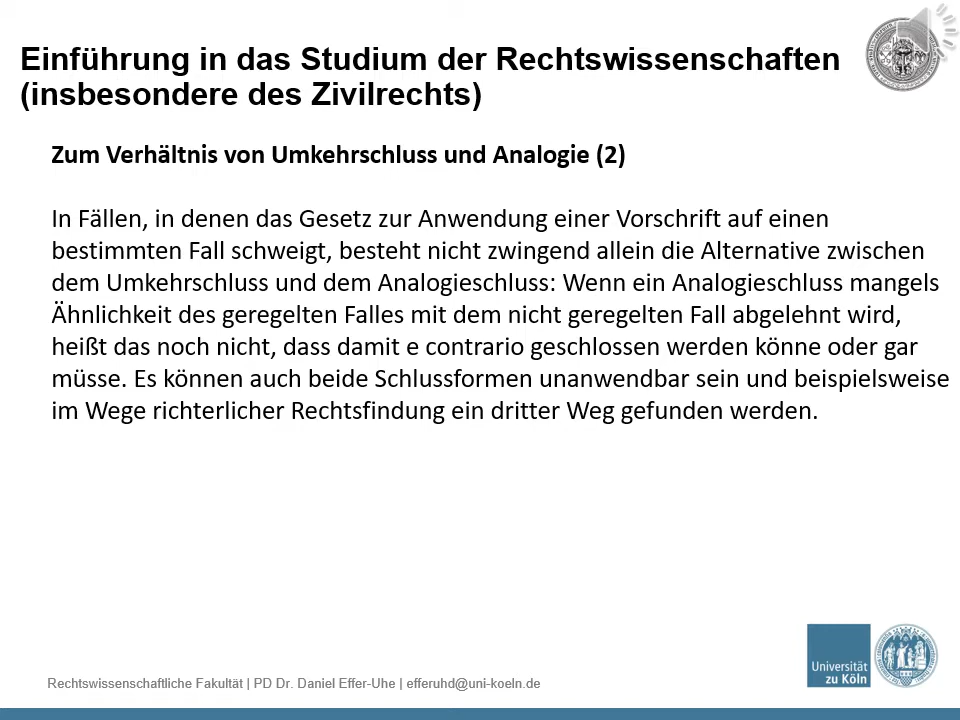 Einführung in das Studium der Rechtswissenschaften
(insbesondere des Zivilrechts)
Zum Verhältnis von Umkehrschluss und Analogie (2)
In Fällen, in denen das Gesetz zur Anwendung einer Vorschrift auf einen
bestimmten Fall schweigt, besteht nicht zwingend allein die Alternative zwischen
dem Umkehrschluss und dem Analogieschluss: Wenn ein Analogieschluss mangels
Ähnlichkeit des geregelten Falles mit dem nicht geregelten Fall abgelehnt wird,
heißt das noch nicht, dass damit e contrario geschlossen werden könne oder gar
müsse. Es können auch beide Schlussformen unanwendbar sein und beispielsweise
im Wege richterlicher Rechtsfindung ein dritter Weg gefunden werden.
Universität
zu Köln
Rechtswissenschaftliche Fakultät | PD Dr. Daniel Effer-Uhe | efferuhd@uni-koeln.de